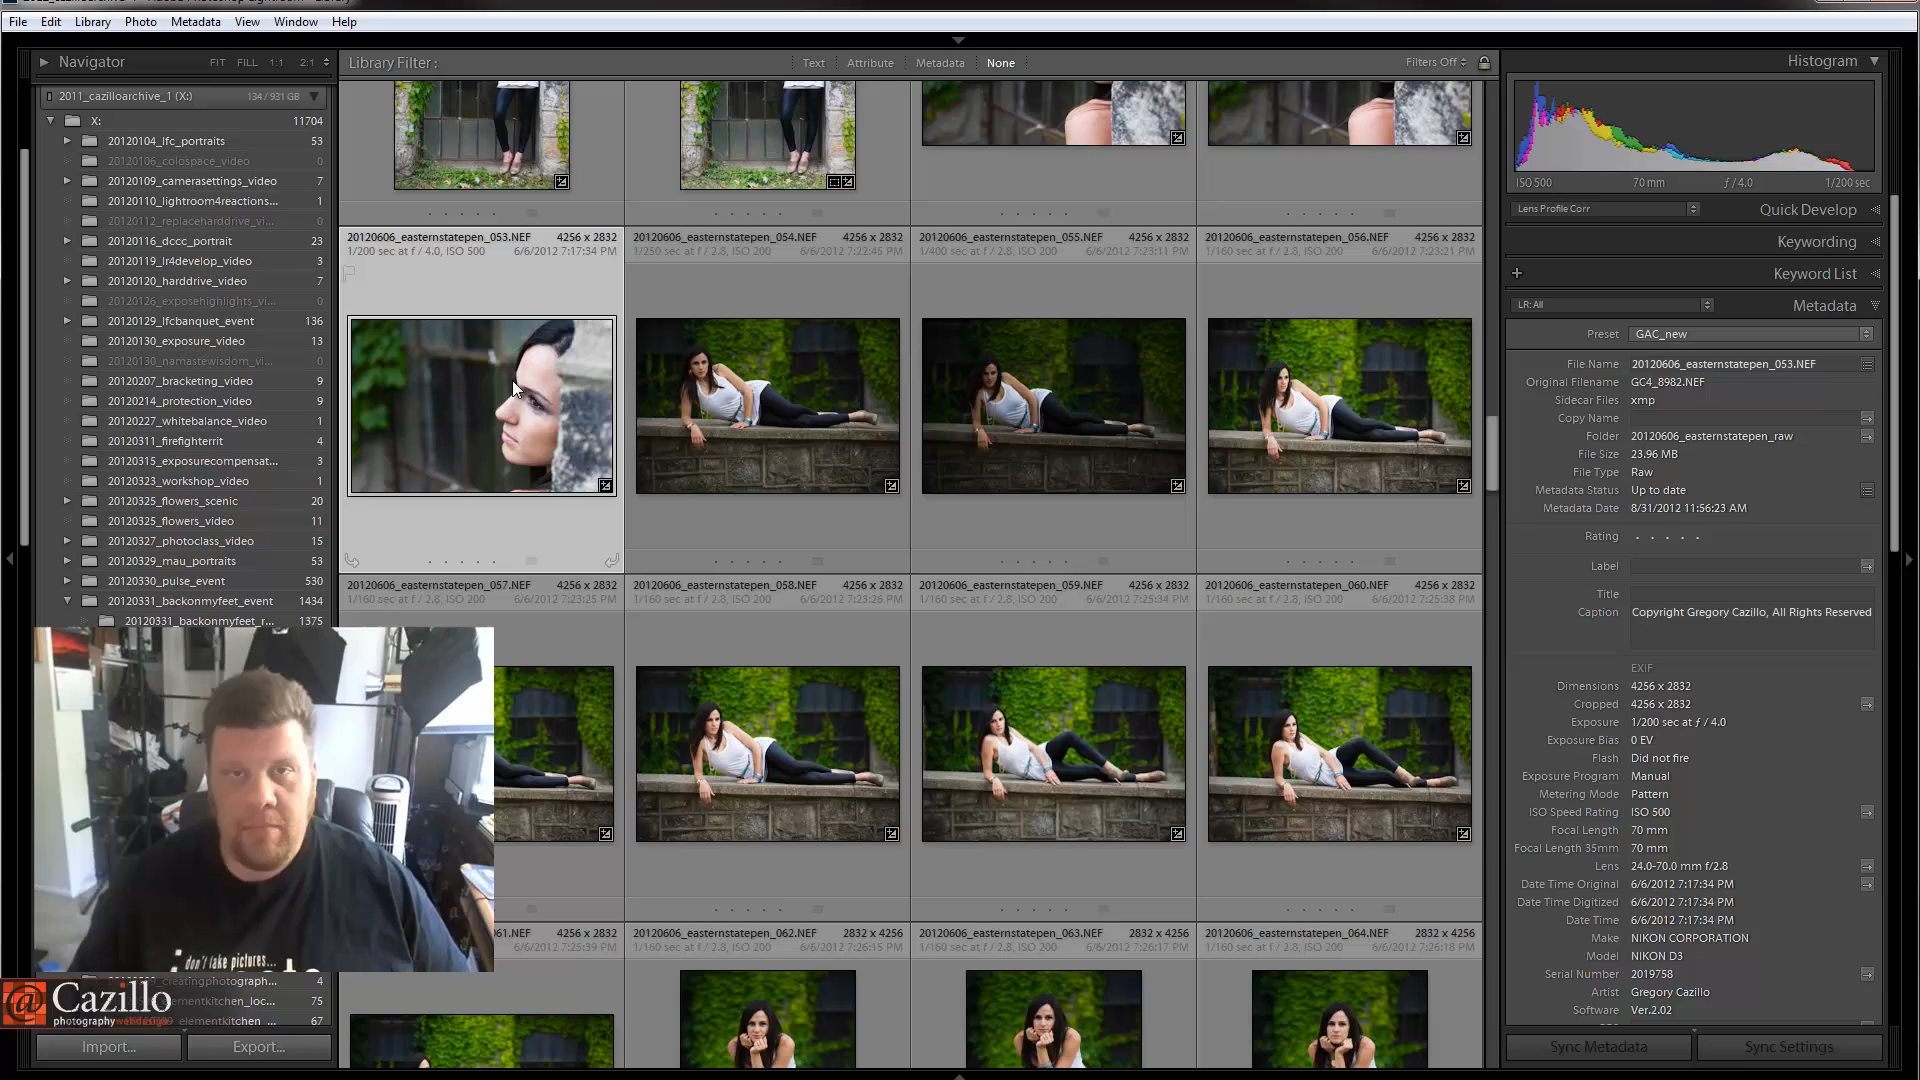 File Edit Library Photo Metadata View Window Help
Navigator FIT FILL 1:1 2:1
Library Filter : Text Attribute Metadata None Filters Off
Histogram
2011_cazilloarchive_1 (X:) 134 / 931 GB
X: 11704
20120104_lfc_portraits 53
20120106_colospace_video 0
20120109_camerasettings_video 7
20120110_lightroom4reactions... 1
20120112_replaceharddrive_vi... 0
20120116_dccc_portrait 23
20120119_lr4develop_video 3
20120120_harddrive_video 7
20120126_exposehighlights_vi... 0
20120129_lfcbanquet_event 136
20120130_exposure_video 13
20120130_namastewisdom_vi... 0
20120207_bracketing_video 9
20120214_protection_video 9
20120227_whitebalance_video 1
20120311_firefighterrit 4
20120315_exposurecompensat... 3
20120323_workshop_video 1
20120325_flowers_scenic 20
20120325_flowers_video 11
20120327_photoclass_video 15
20120329_mau_portraits 53
20120330_pulse_event 530
20120331_backonmyfeet_event 1434
20120331_backonmyfeet_r... 1375
don't take pictures...
creatingphotograph... 4
elementkitchen_loc... 75
elementkitchen_... 67
@Cazillo
photography webdesign
Import... Export...
20120606_easternstatepen_053.NEF 4256 x 2832
1/200 sec at f / 4.0, ISO 500 6/6/2012 7:17:34 PM
20120606_easternstatepen_054.NEF 4256 x 2832
1/250 sec at f / 2.8, ISO 200 6/6/2012 7:22:45 PM
20120606_easternstatepen_055.NEF 4256 x 2832
1/400 sec at f / 2.8, ISO 200 6/6/2012 7:23:11 PM
20120606_easternstatepen_056.NEF 4256 x 2832
1/160 sec at f / 2.8, ISO 200 6/6/2012 7:23:21 PM
20120606_easternstatepen_057.NEF 4256 x 2832
1/160 sec at f / 2.8, ISO 200 6/6/2012 7:23:25 PM
20120606_easternstatepen_058.NEF 4256 x 2832
1/160 sec at f / 2.8, ISO 200 6/6/2012 7:23:26 PM
20120606_easternstatepen_059.NEF 4256 x 2832
1/160 sec at f / 2.8, ISO 200 6/6/2012 7:25:34 PM
20120606_easternstatepen_060.NEF 4256 x 2832
1/160 sec at f / 2.8, ISO 200 6/6/2012 7:25:38 PM
61.NEF 4256 x 2832
6/6/2012 7:25:39 PM
20120606_easternstatepen_062.NEF 2832 x 4256
1/160 sec at f / 2.8, ISO 200 6/6/2012 7:26:15 PM
20120606_easternstatepen_063.NEF 2832 x 4256
1/160 sec at f / 2.8, ISO 200 6/6/2012 7:26:17 PM
20120606_easternstatepen_064.NEF 2832 x 4256
1/160 sec at f / 2.8, ISO 200 6/6/2012 7:26:18 PM
ISO 500 70 mm ƒ / 4.0 1/200 sec
Lens Profile Corr Quick Develop
Keywording
+ Keyword List
LR: All Metadata
Preset GAC_new
File Name 20120606_easternstatepen_053.NEF
Original Filename GC4_8982.NEF
Sidecar Files xmp
Copy Name
Folder 20120606_easternstatepen_raw
File Size 23.96 MB
File Type Raw
Metadata Status Up to date
Metadata Date 8/31/2012 11:56:23 AM
Rating
Label
Title
Caption Copyright Gregory Cazillo, All Rights Reserved
EXIF
Dimensions 4256 x 2832
Cropped 4256 x 2832
Exposure 1/200 sec at ƒ / 4.0
Exposure Bias 0 EV
Flash Did not fire
Exposure Program Manual
Metering Mode Pattern
ISO Speed Rating ISO 500
Focal Length 70 mm
Focal Length 35mm 70 mm
Lens 24.0-70.0 mm f/2.8
Date Time Original 6/6/2012 7:17:34 PM
Date Time Digitized 6/6/2012 7:17:34 PM
Date Time 6/6/2012 7:17:34 PM
Make NIKON CORPORATION
Model NIKON D3
Serial Number 2019758
Artist Gregory Cazillo
Software Ver.2.02
Sync Metadata Sync Settings